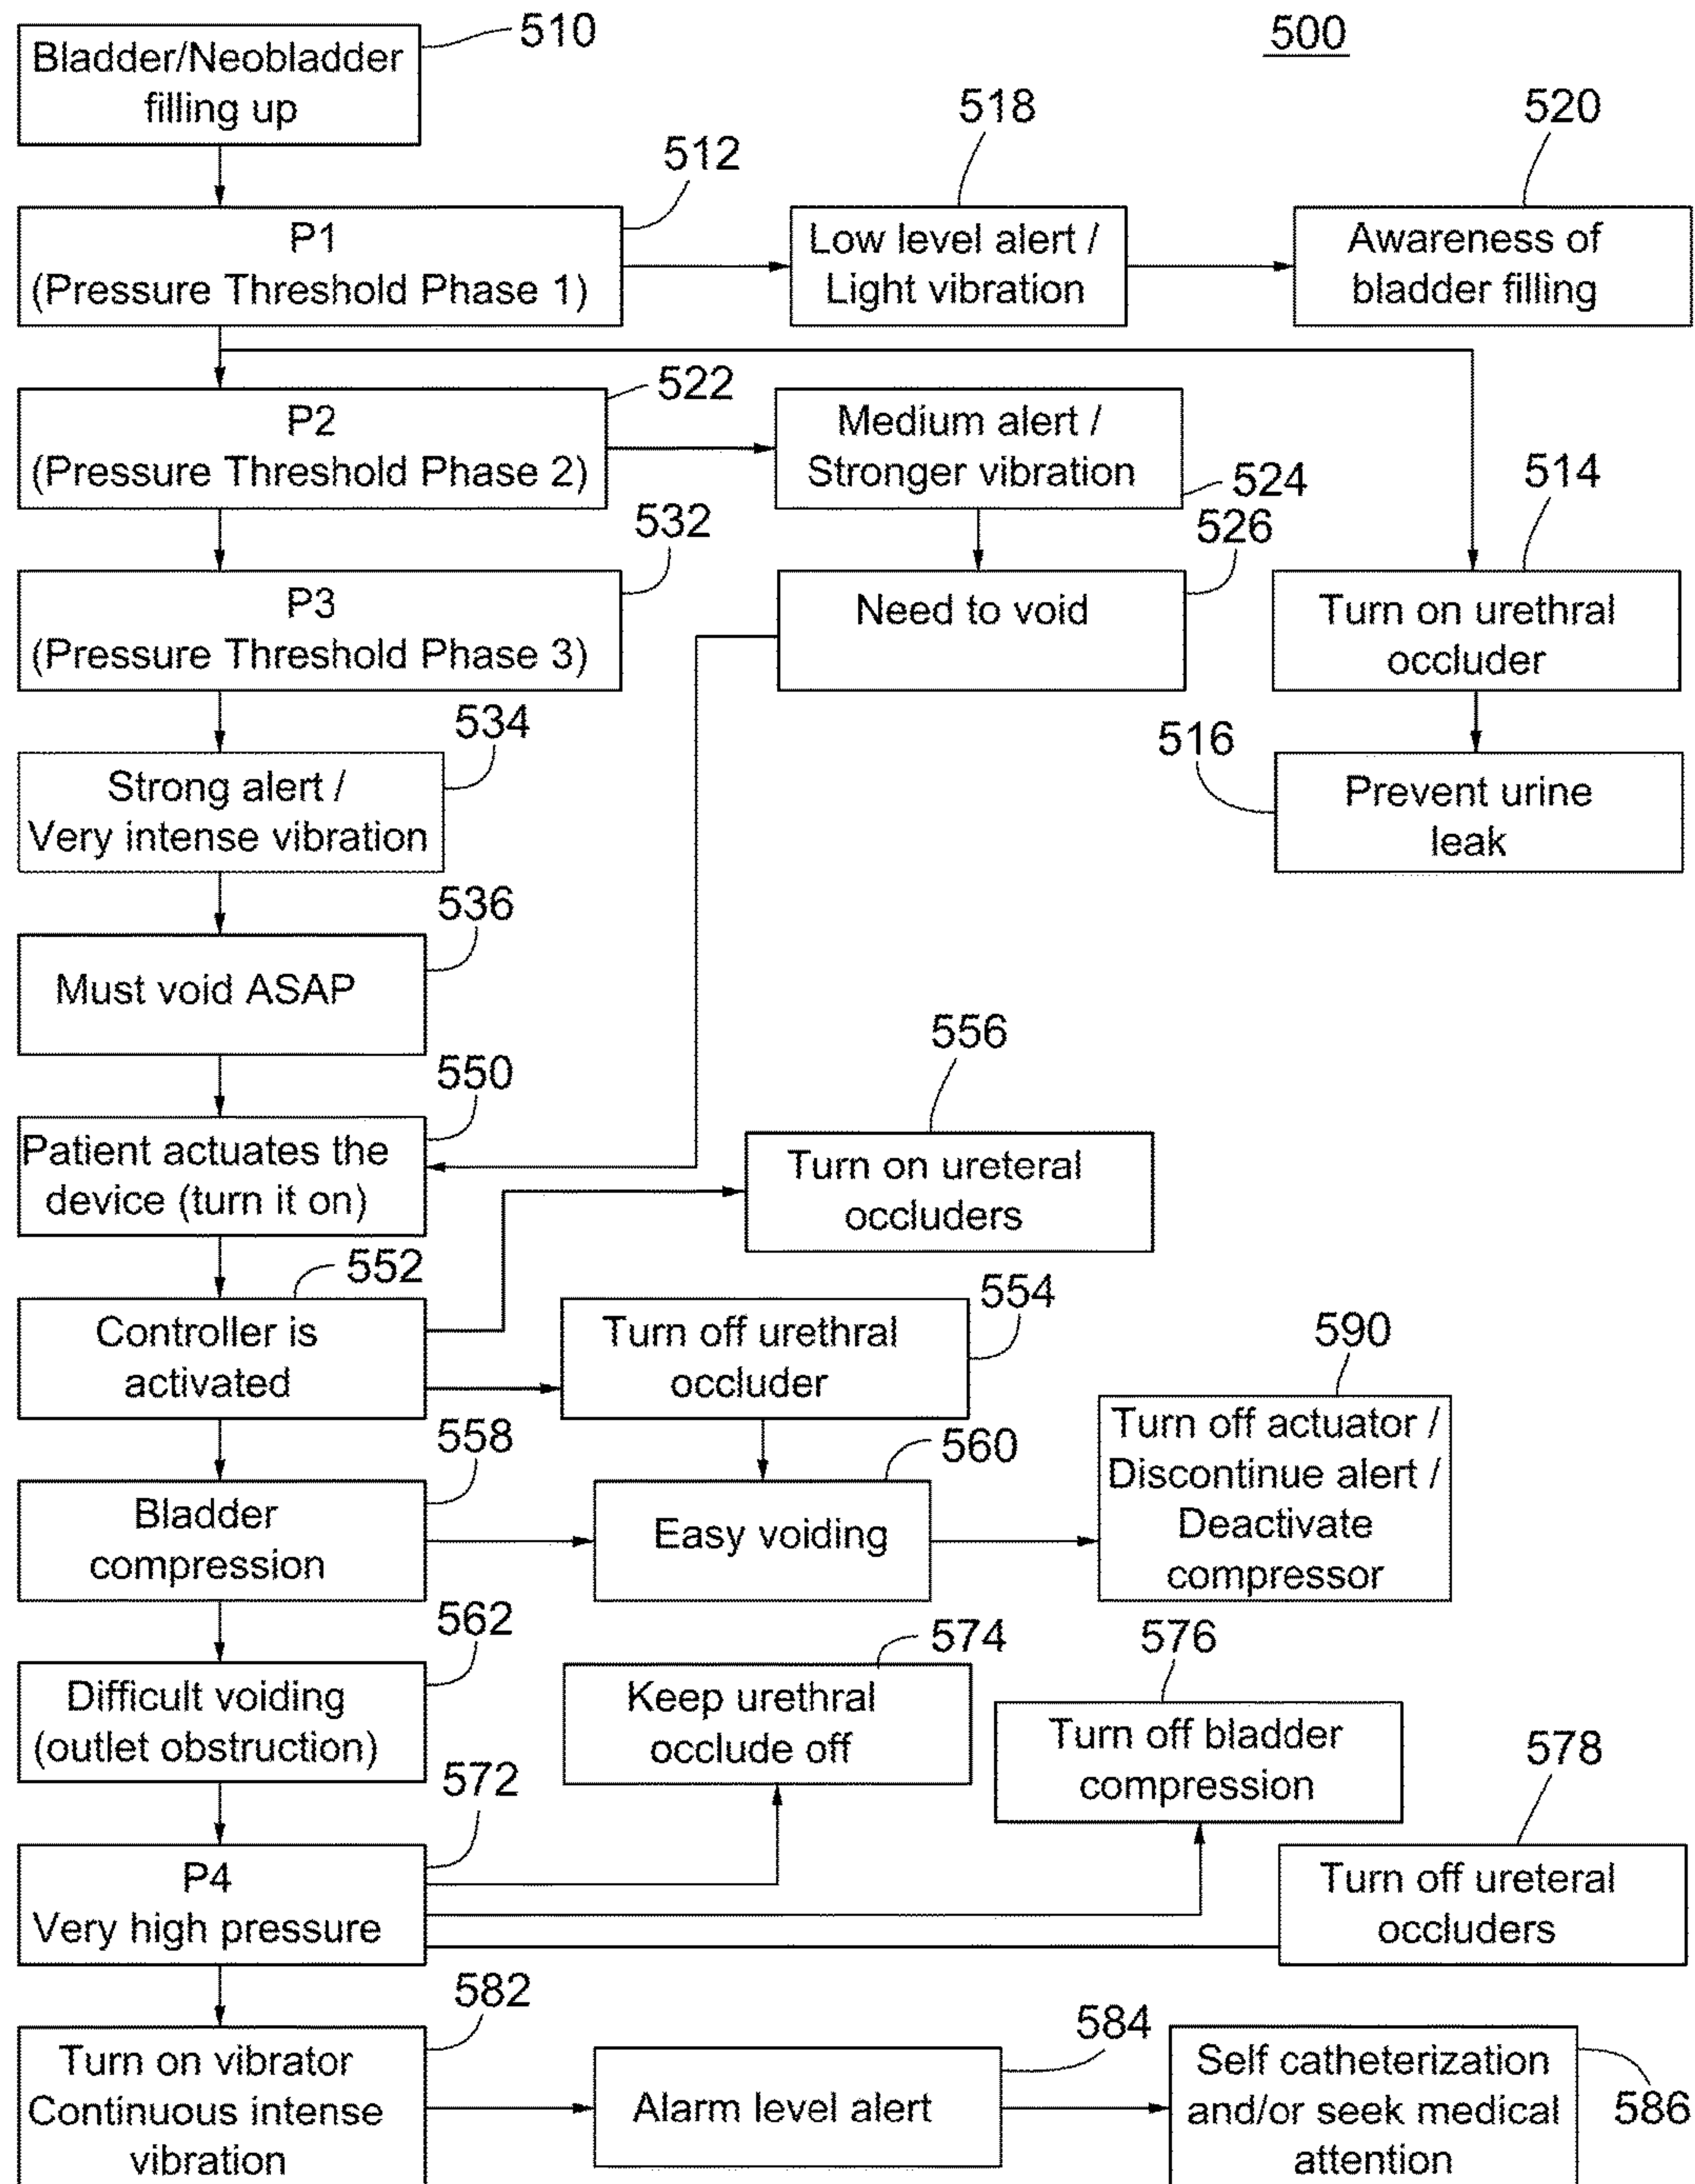 510
500
Bladder/Neobladder
filling up
518
520
512
P1
(Pressure Threshold Phase 1)
Low level alert /
Light vibration
Awareness of
bladder filling
522
P2
(Pressure Threshold Phase 2)
Medium alert /
Stronger vibration
524
514
532
526
P3
(Pressure Threshold Phase 3)
Need to void
Turn on urethral
occluder
534
516
Strong alert /
Very intense vibration
Prevent urine
leak
536
Must void ASAP
550
556
Patient actuates the
device (turn it on)
Turn on ureteral
occluders
552
554
Controller is
activated
Turn off urethral
occluder
590
558
560
Bladder
compression
Easy voiding
Turn off actuator /
Discontinue alert /
Deactivate
compressor
562
574
576
Difficult voiding
(outlet obstruction)
Keep urethral
occlude off
Turn off bladder
compression
578
572
P4
Very high pressure
Turn off ureteral
occluders
582
584
Turn on vibrator
Continuous intense
vibration
Alarm level alert
Self catheterization
and/or seek medical
attention
586